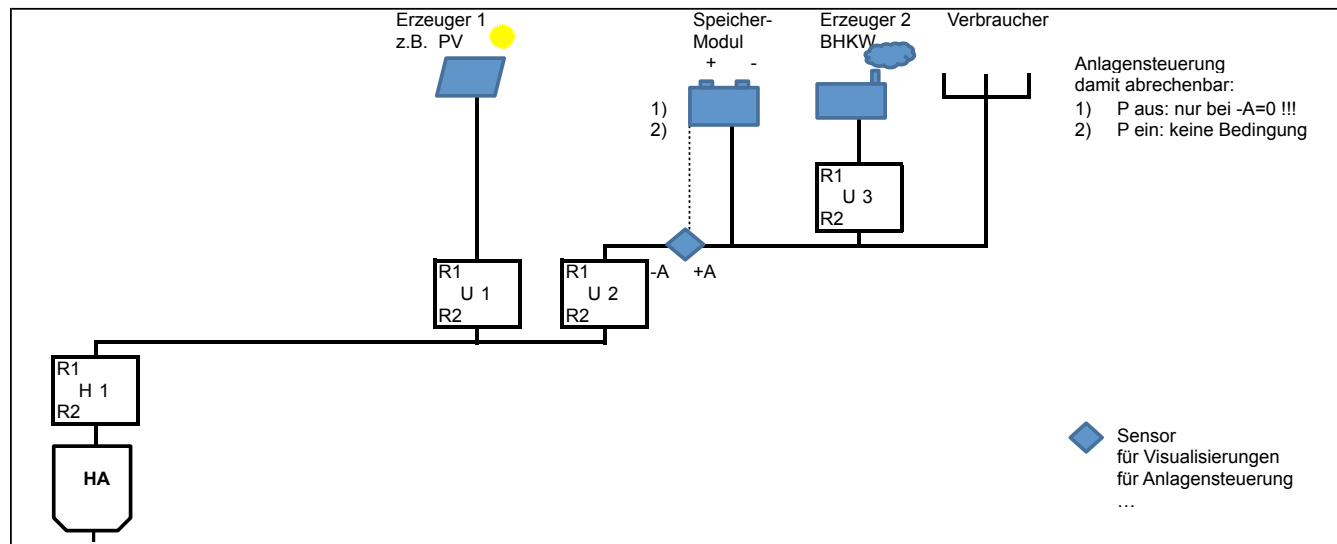 Erzeuger 1
z.B. PV
Speicher-
Modul
+ -
1)
2)
Erzeuger 2
BHKW
Verbraucher
Anlagensteuerung
damit abrechenbar:
1) P aus: nur bei -A=0 !!!
2) P ein: keine Bedingung
R1
U 3
R2
-A +A
R1
U 1
R2
R1
U 2
R2
R1
H 1
R2
HA
Sensor
für Visualisierungen
für Anlagensteuerung
…